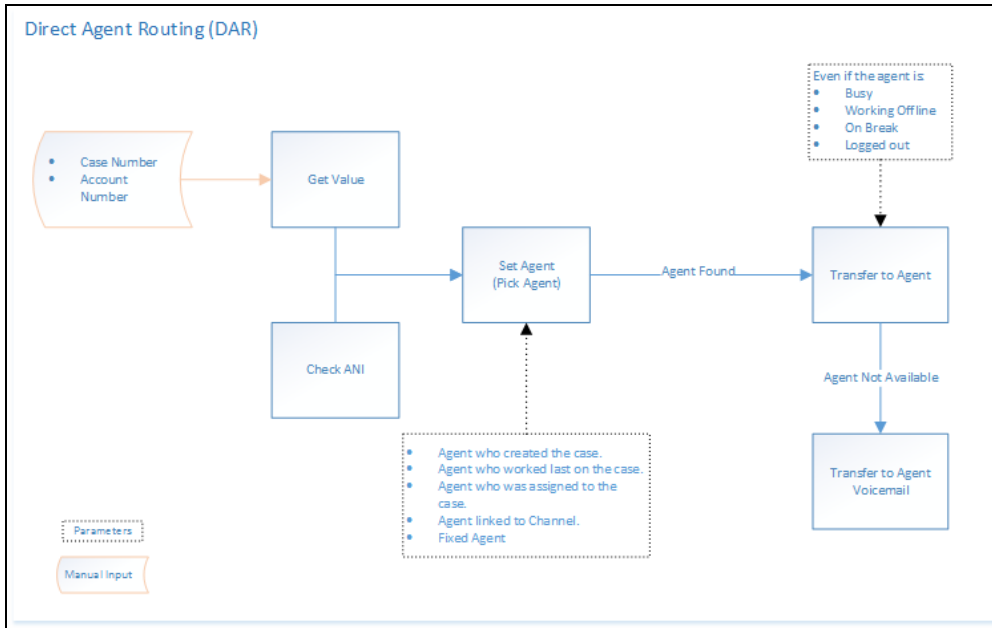 Direct Agent Routing (DAR)
Even if the agent is:
• Busy
• Working Offline
• On Break
• Logged out
• Case Number
• Account
Number
Get Value
Set Agent
(Pick Agent)
Agent Found
Transfer to Agent
Check ANI
Agent Not Available
• Agent who created the case.
• Agent who worked last on the case.
• Agent who was assigned to the
case.
• Agent linked to Channel.
• Fixed Agent
Transfer to Agent
Voicemail
Parameters
Manual Input